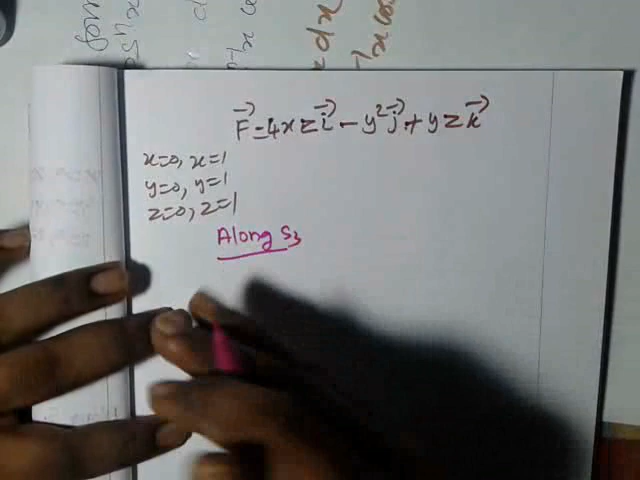 F⃗ = 4xz i⃗ - y² j⃗ + yz k⃗
x=0, x=1
y=0, y=1
z=0, z=1
Along S₃